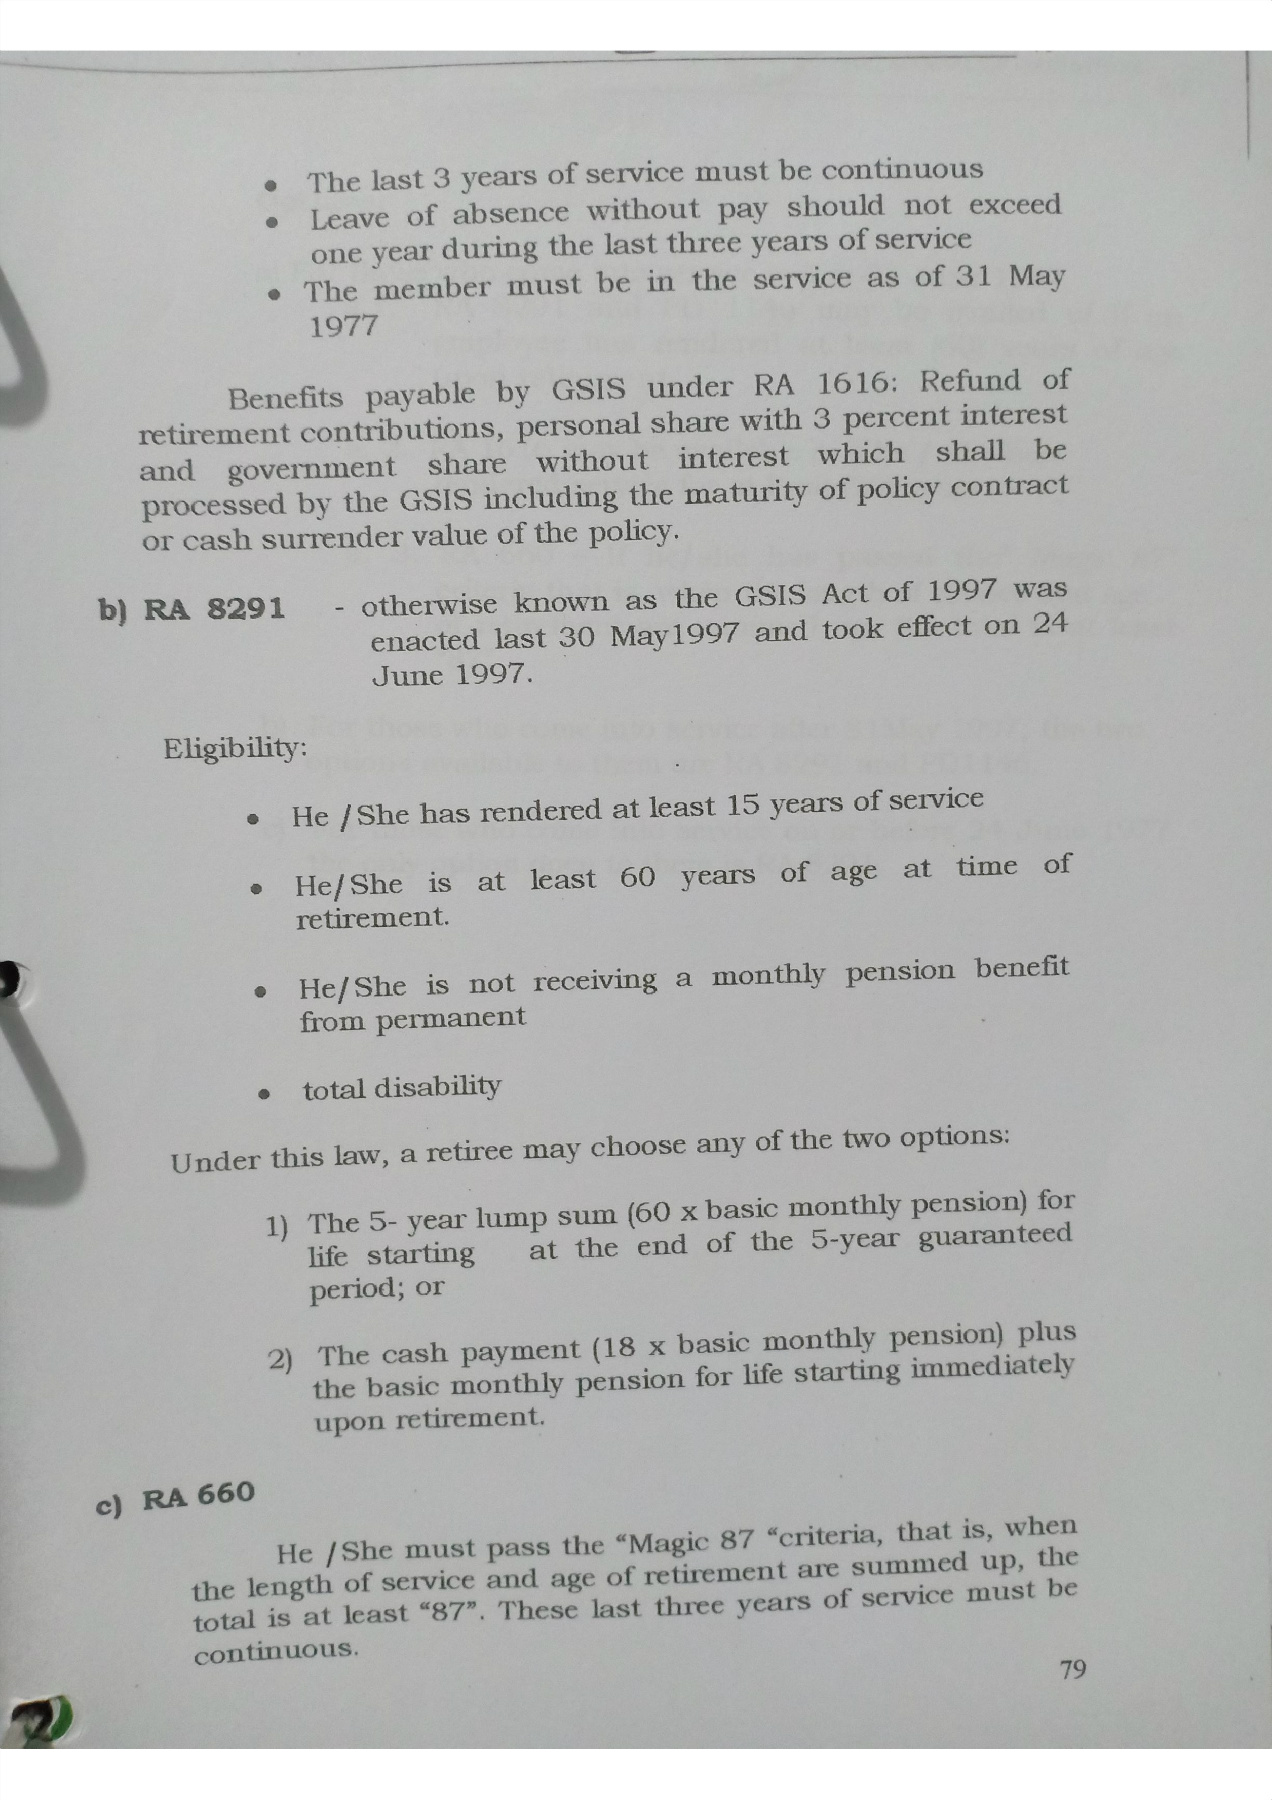 • The last 3 years of service must be continuous
• Leave of absence without pay should not exceed
one year during the last three years of service
• The member must be in the service as of 31 May
1977
Benefits payable by GSIS under RA 1616: Refund of
retirement contributions, personal share with 3 percent interest
and government share without interest which shall be
processed by the GSIS including the maturity of policy contract
or cash surrender value of the policy.
b) RA 8291 - otherwise known as the GSIS Act of 1997 was
enacted last 30 May1997 and took effect on 24
June 1997.
Eligibility:
• He /She has rendered at least 15 years of service
• He/She is at least 60 years of age at time of
retirement.
• He/She is not receiving a monthly pension benefit
from permanent
• total disability
Under this law, a retiree may choose any of the two options:
1) The 5- year lump sum (60 x basic monthly pension) for
life starting at the end of the 5-year guaranteed
period; or
2) The cash payment (18 x basic monthly pension) plus
the basic monthly pension for life starting immediately
upon retirement.
c) RA 660
He /She must pass the “Magic 87 “criteria, that is, when
the length of service and age of retirement are summed up, the
total is at least “87”. These last three years of service must be
continuous.
79